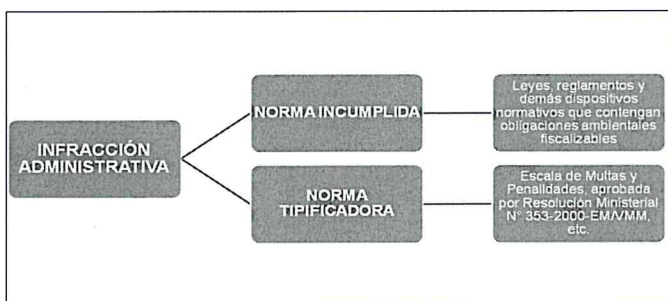 INFRACCIÓN
ADMINISTRATIVA
NORMA INCUMPLIDA
Leyes, reglamentos y
demás dispositivos
normativos que contengan
obligaciones ambientales
fiscalizables
NORMA
TIPIFICADORA
Escala de Multas y
Penalidades, aprobada
por Resolución Ministerial
N° 353-2000-EM/VMM,
etc.